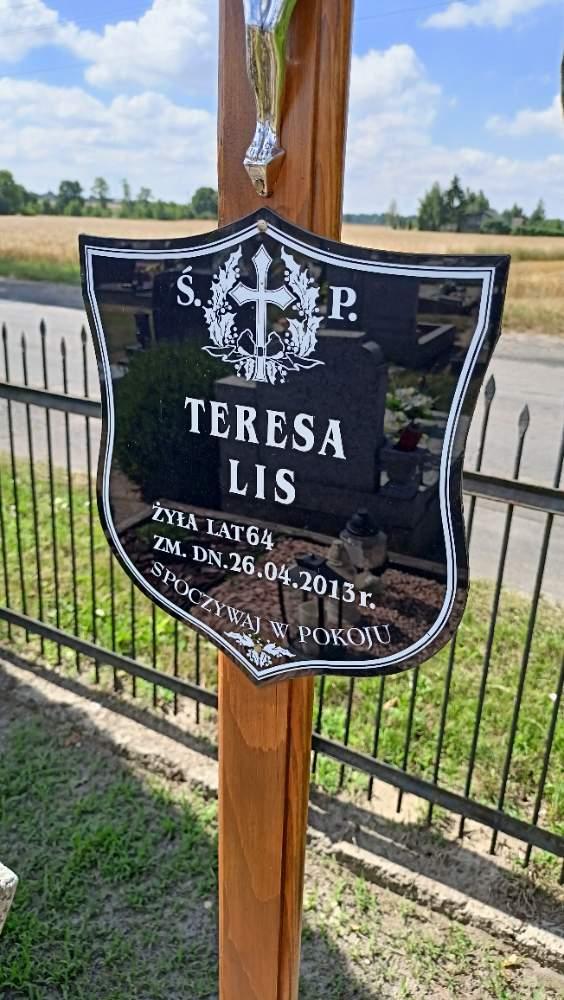 Ś. P.
TERESA
LIS
ŻYŁA LAT 64
ZM. DN. 26.04.2013 r.
SPOCZYWAJ W POKOJU